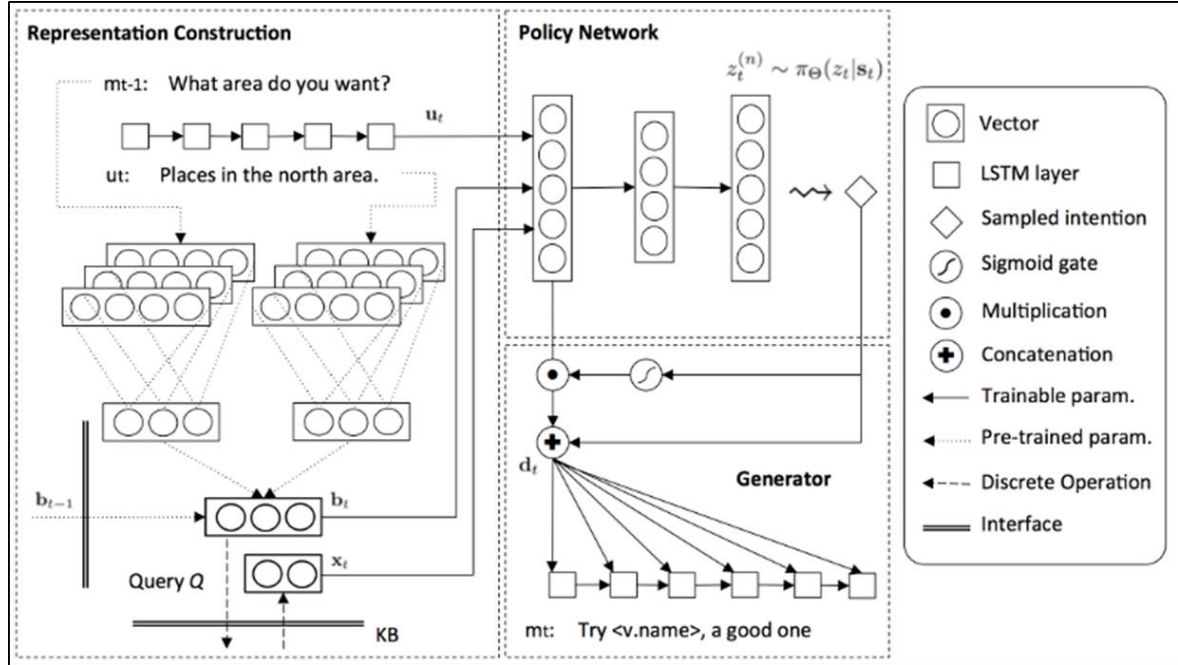 Representation Construction
mt-1: What area do you want?
u_t
ut: Places in the north area.
b_{t-1}
b_t
x_t
Query Q
KB
Policy Network
z_t^{(n)} ∼ π_Θ(z_t|s_t)
d_t
Generator
mt: Try <v.name>, a good one
Vector
LSTM layer
Sampled intention
Sigmoid gate
Multiplication
Concatenation
Trainable param.
Pre-trained param.
Discrete Operation
Interface